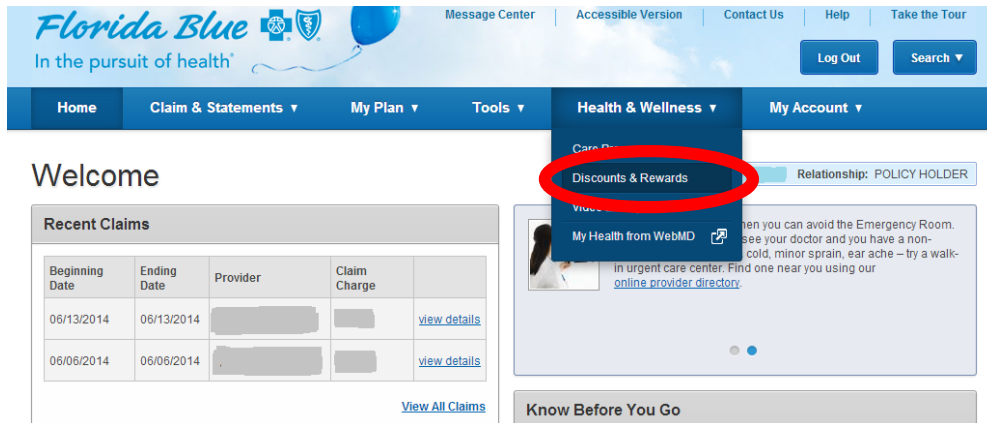 Florida Blue
In the pursuit of health®
Message Center
Accessible Version
Contact Us
Help
Take the Tour
Log Out
Search ▼
Home
Claim & Statements ▼
My Plan ▼
Tools ▼
Health & Wellness ▼
My Account ▼
Care
Discounts & Rewards
Video
My Health from WebMD
Welcome
Relationship: POLICY HOLDER
Recent Claims
Beginning Date
Ending Date
Provider
Claim Charge
06/13/2014 06/13/2014 view details
06/06/2014 06/06/2014 , view details
View All Claims
you can avoid the Emergency Room.
see your doctor and you have a non-
cold, minor sprain, ear ache – try a walk-
in urgent care center. Find one near you using our
online provider directory.
Know Before You Go